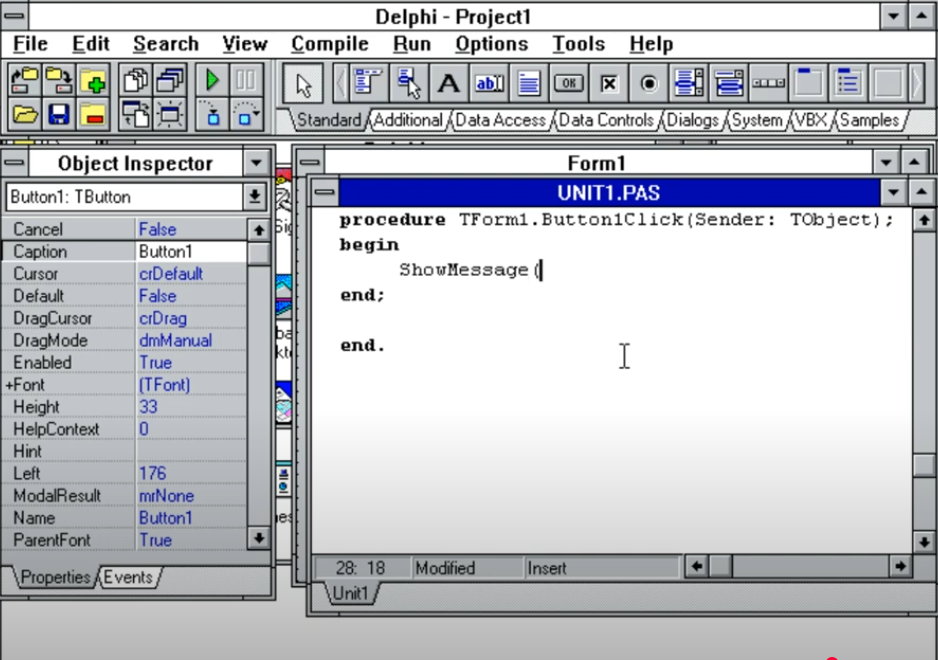 Delphi - Project1
File Edit Search View Compile Run Options Tools Help
A ab OK
Standard Additional Data Access Data Controls Dialogs System VBX Samples
Object Inspector
Button1: TButton
Cancel False
Caption Button1
Cursor crDefault
Default False
DragCursor crDrag
DragMode dmManual
Enabled True
+Font (TFont)
Height 33
HelpContext 0
Hint
Left 176
ModalResult mrNone
Name Button1
ParentFont True
Properties Events
Form1
UNIT1.PAS
procedure TForm1.Button1Click(Sender: TObject);
begin
ShowMessage(
end;
end.
28: 18 Modified Insert
Unit1